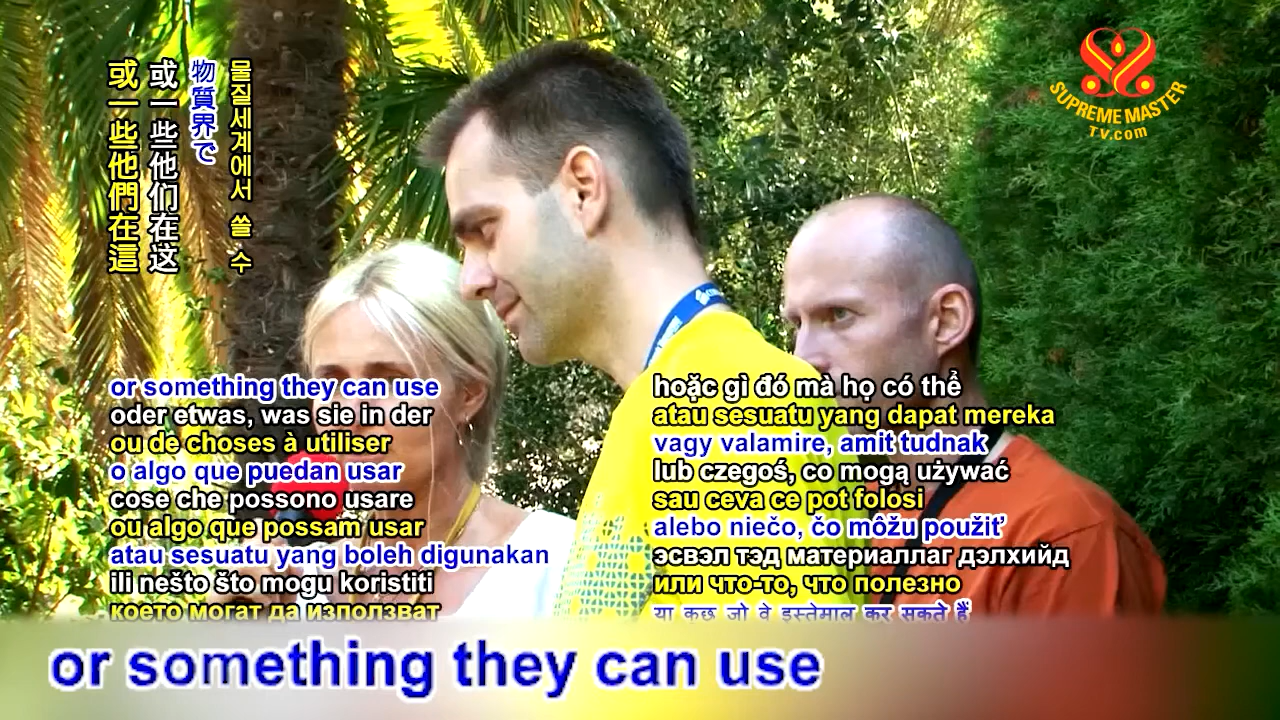 或一些他們在這
或一些他们在这
物質界で
물질세계에서 쓸 수
SUPREME MASTER
TV.com
or something they can use
oder etwas, was sie in der
ou de choses à utiliser
o algo que puedan usar
cose che possono usare
ou algo que possam usar
atau sesuatu yang boleh digunakan
ili nešto što mogu koristiti
което могат да използват
hoặc gì đó mà họ có thể
atau sesuatu yang dapat mereka
vagy valamire, amit tudnak
lub czegoś, co mogą używać
sau ceva ce pot folosi
alebo niečo, čo môžu použiť
эсвэл тэд материаллаг дэлхийд
или что-то, что полезно
या कुछ जो वे इस्तेमाल कर सकते हैं
or something they can use